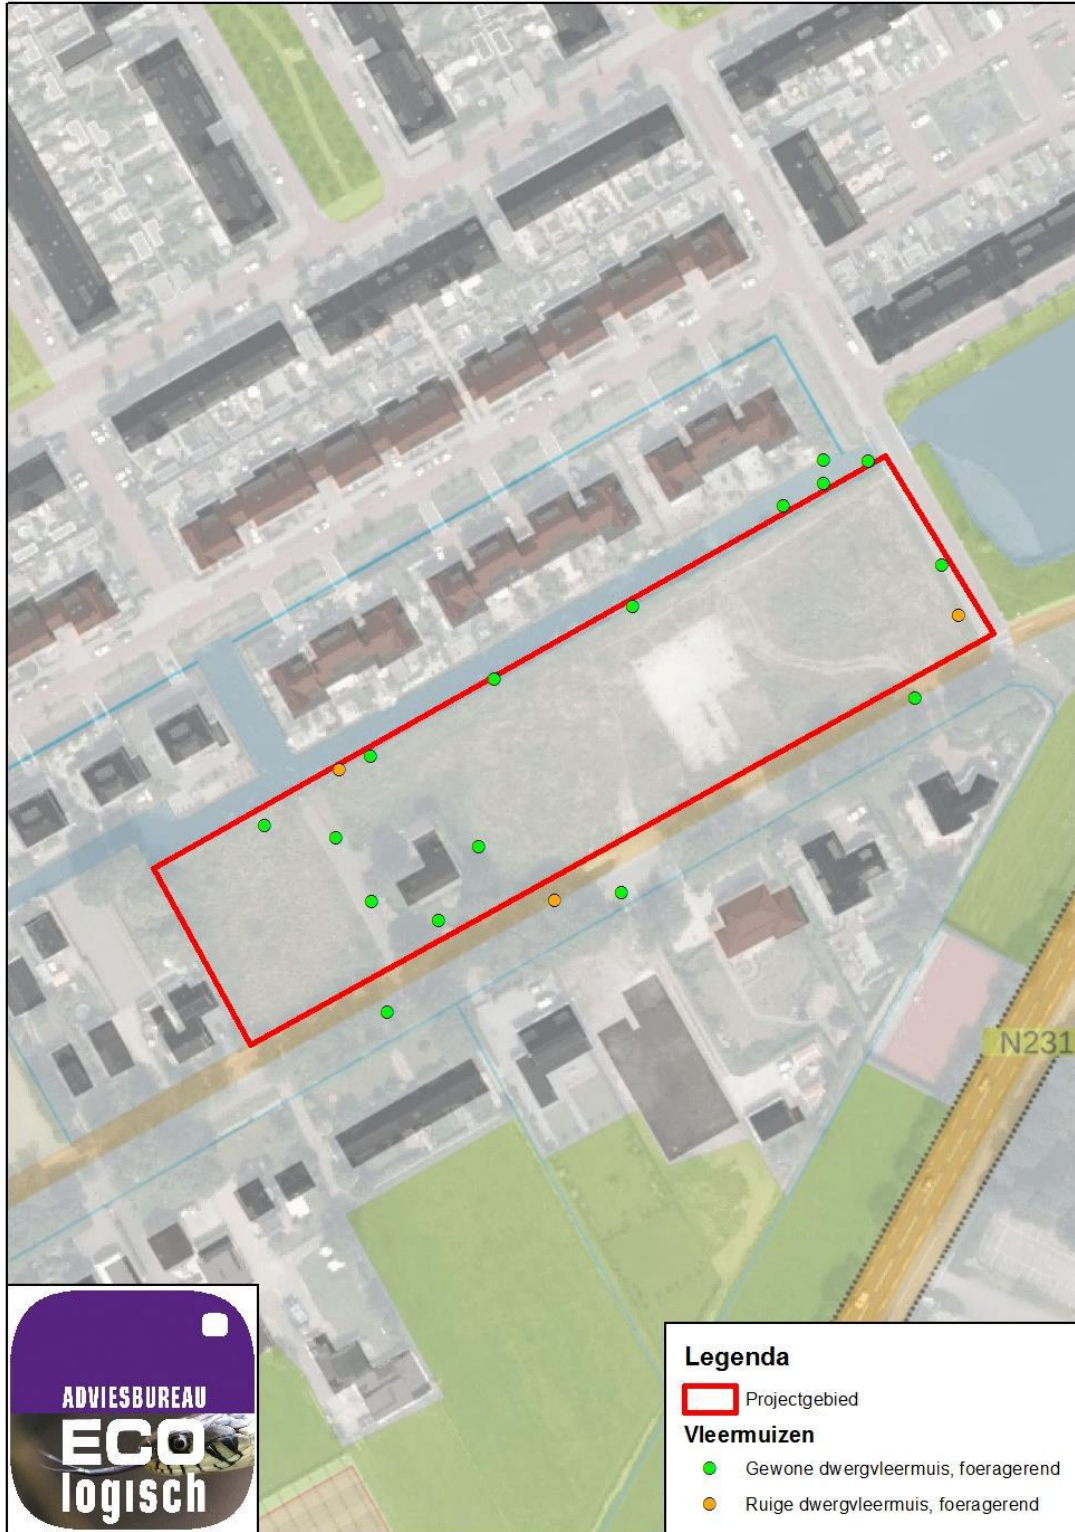 N231
ADVIESBUREAU
ECO
logisch
Legenda
Projectgebied
Vleermuizen
Gewone dwergvleermuis, foeragerend
Ruige dwergvleermuis, foeragerend